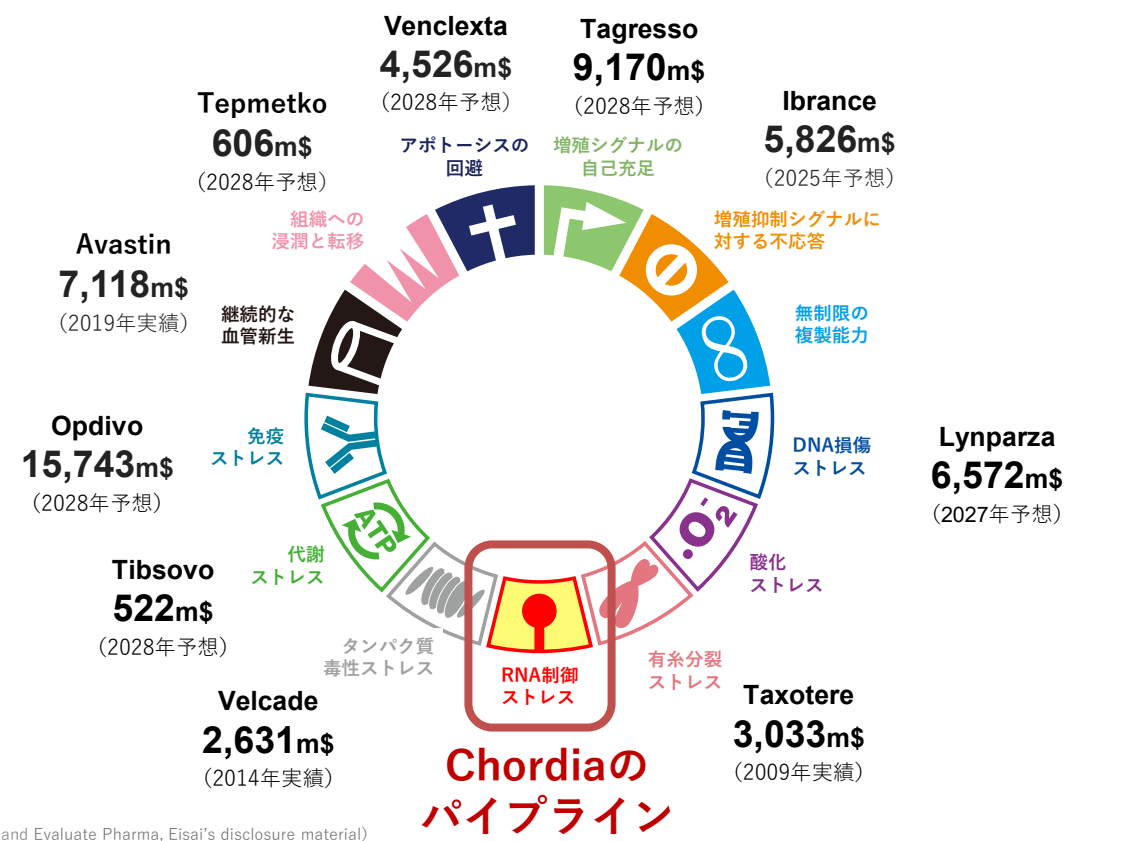 Venclexta
4,526m$
（2028年予想）
Tagresso
9,170m$
（2028年予想）
Tepmetko
606m$
（2028年予想）
Ibrance
5,826m$
（2025年予想）
アポトーシスの
回避
増殖シグナルの
自己充足
組織への
浸潤と転移
増殖抑制シグナルに
対する不応答
Avastin
7,118m$
（2019年実績）
継続的な
血管新生
無制限の
複製能力
Opdivo
15,743m$
（2028年予想）
免疫
ストレス
DNA損傷
ストレス
Lynparza
6,572m$
（2027年予想）
ATP
・O₂⁻
代謝
ストレス
酸化
ストレス
Tibsovo
522m$
（2028年予想）
タンパク質
毒性ストレス
RNA制御
ストレス
有糸分裂
ストレス
Velcade
2,631m$
（2014年実績）
Taxotere
3,033m$
（2009年実績）
Chordiaの
パイプライン
and Evaluate Pharma, Eisai’s disclosure material）